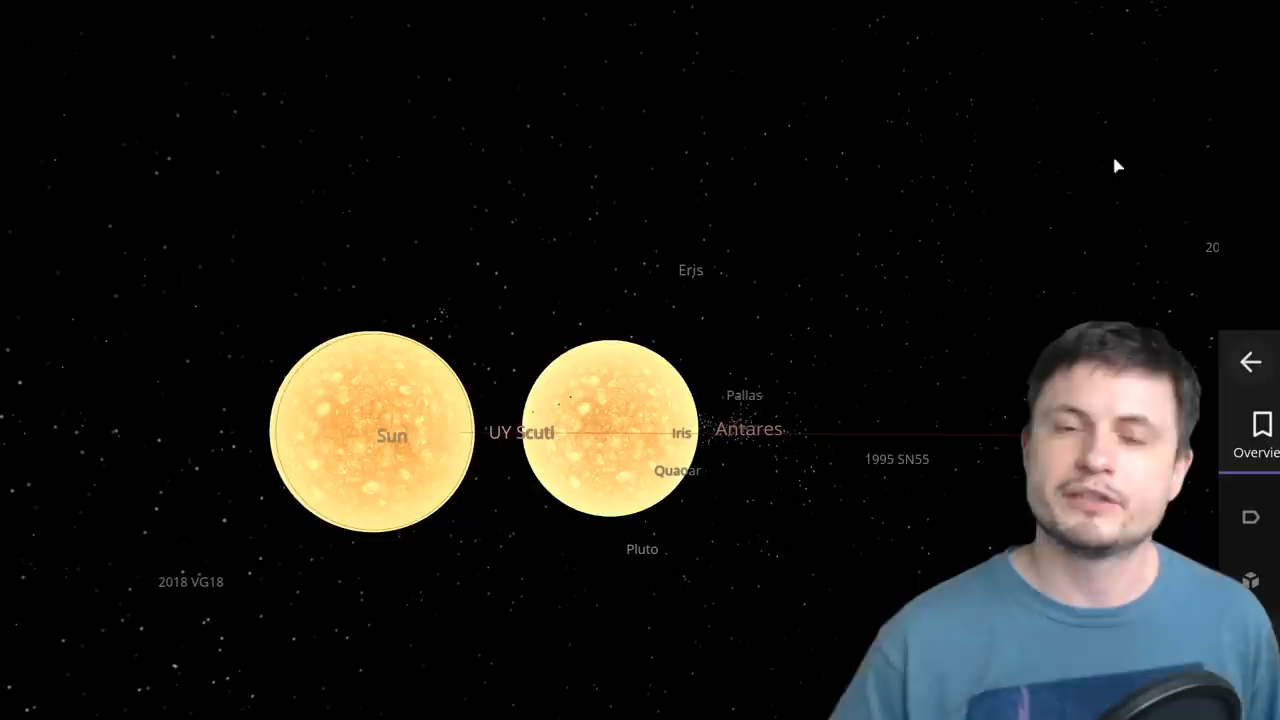 20
Eris
Pallas
Sun
UY Scuti
Iris
Antares
Quaoar
1995 SN55
Pluto
2018 VG18
Overvie